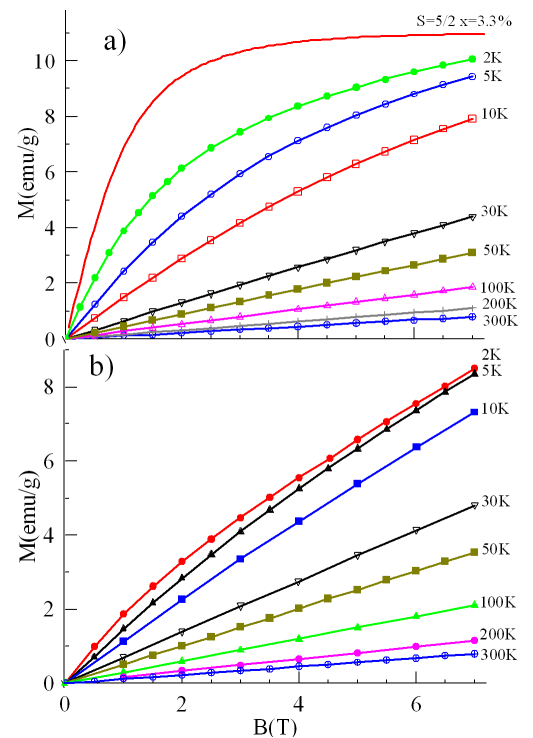 S=5/2 x=3.3%
a)
10
8
6
4
2
0
M(emu/g)
2K
5K
10K
30K
50K
100K
200K
300K
b)
8
6
4
2
0
M(emu/g)
2K
5K
10K
30K
50K
100K
200K
300K
0 2 4 6
B(T)